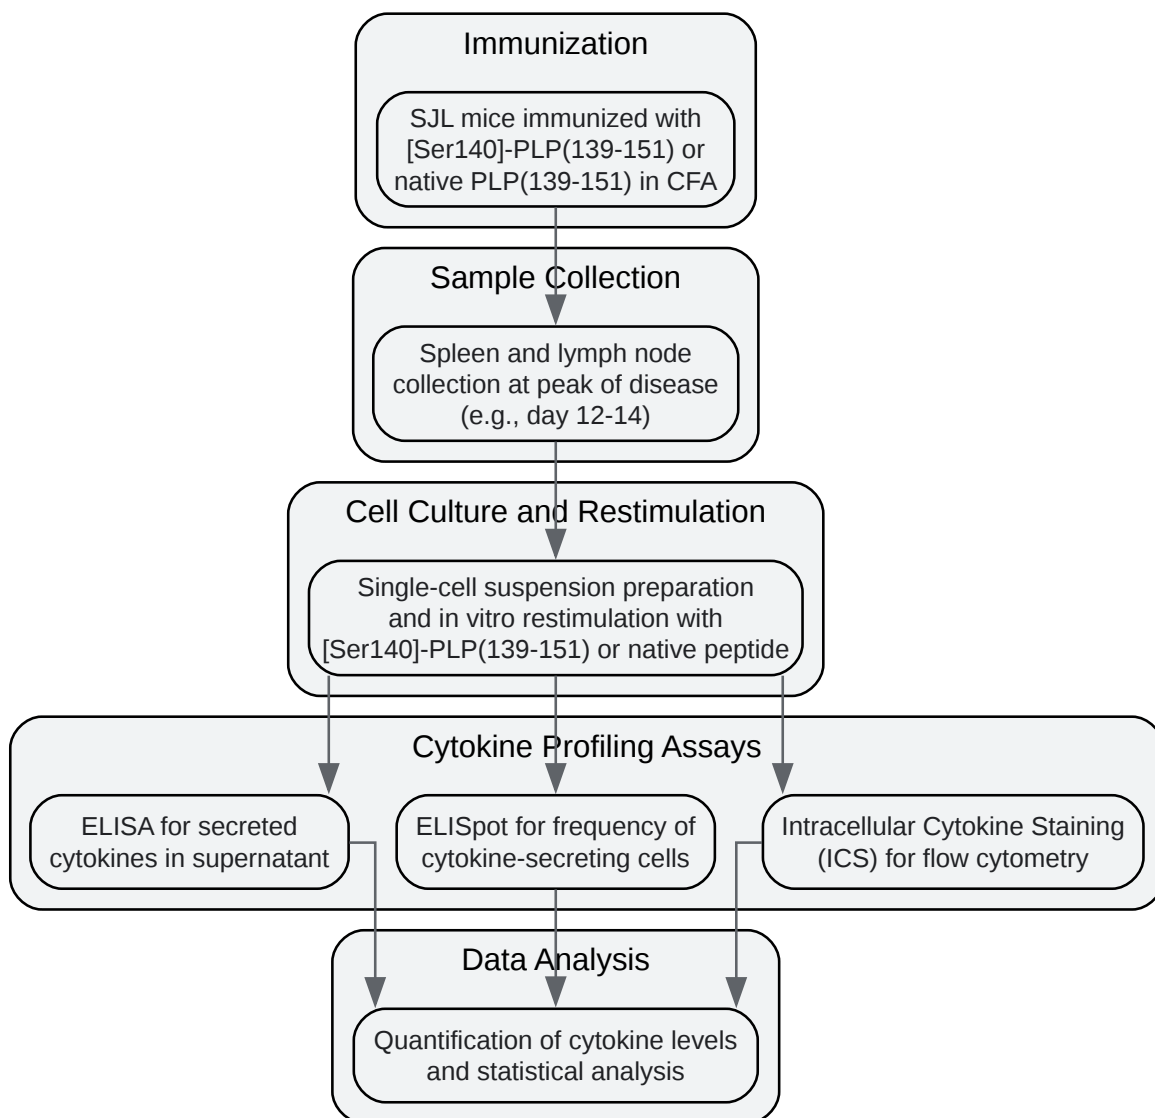 Immunization
SJL mice immunized with
[Ser140]-PLP(139-151) or
native PLP(139-151) in CFA
Sample Collection
Spleen and lymph node
collection at peak of disease
(e.g., day 12-14)
Cell Culture and Restimulation
Single-cell suspension preparation
and in vitro restimulation with
[Ser140]-PLP(139-151) or native peptide
Cytokine Profiling Assays
ELISA for secreted
cytokines in supernatant
ELISpot for frequency of
cytokine-secreting cells
Intracellular Cytokine Staining
(ICS) for flow cytometry
Data Analysis
Quantification of cytokine levels
and statistical analysis